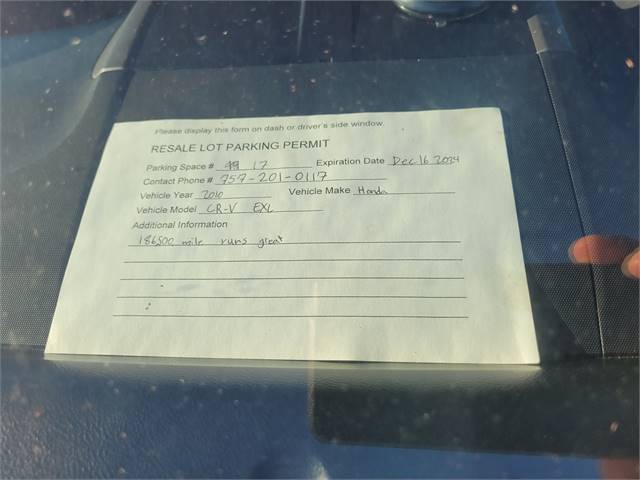 Please display this form on dash or driver's side window.
RESALE LOT PARKING PERMIT
Parking Space # 17 Expiration Date Dec 16 2024
Contact Phone # 757-201-0117
Vehicle Year 2010 Vehicle Make Honda
Vehicle Model CR-V EXL
Additional Information
186500 mile runs great